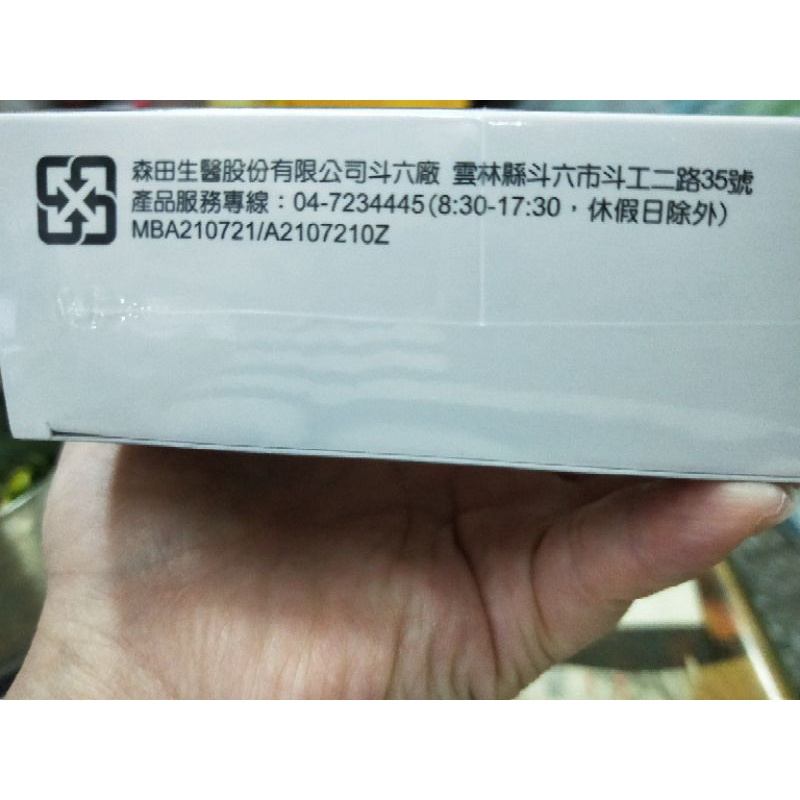 森田生醫股份有限公司斗六廠 雲林縣斗六市斗工二路35號
產品服務專線：04-7234445(8:30-17:30，休假日除外)
MBA210721/A2107210Z